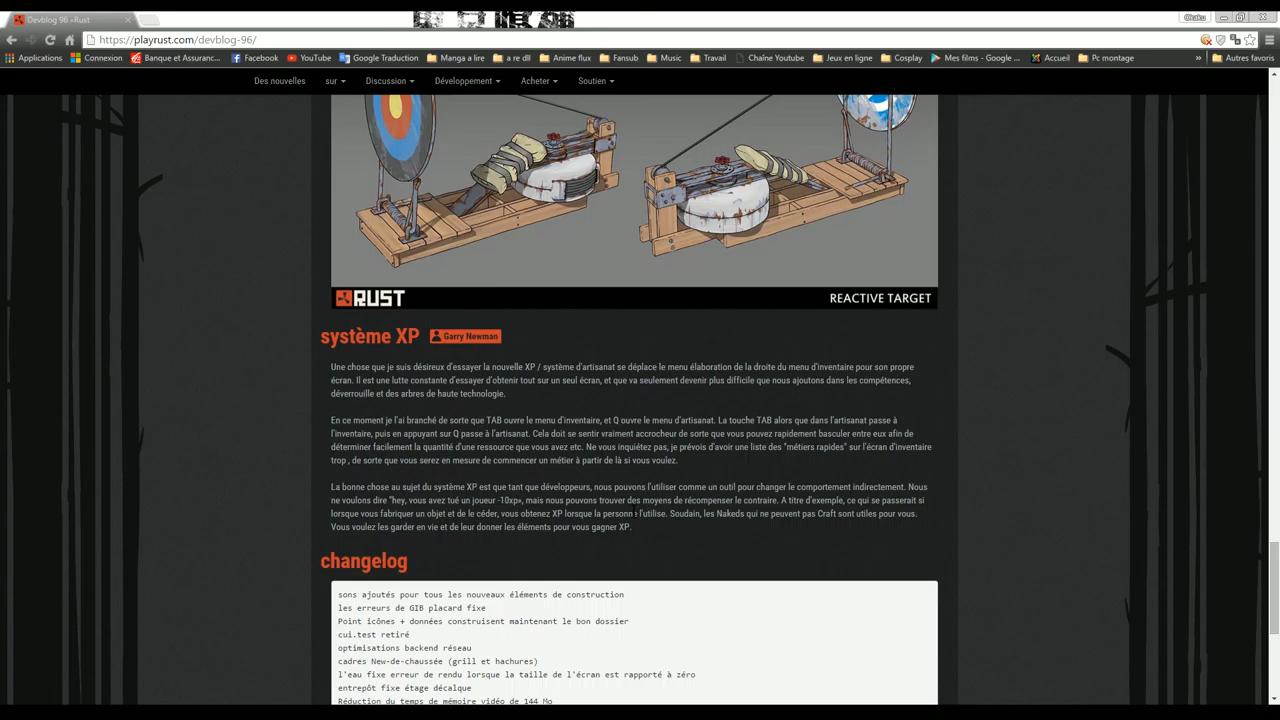 Devblog 96 »Rust
Otaku
https://playrust.com/devblog-96/
Applications Connexion Banque et Assuranc... Facebook YouTube Google Traduction Manga a lire a re dll Anime flux Fansub Music Travail Chaîne Youtube Jeux en ligne Cosplay Mes films - Google ... Accueil Pc montage » Autres favoris
Des nouvelles sur Discussion Développement Acheter Soutien
RUST REACTIVE TARGET
système XP Garry Newman
Une chose que je suis désireux d'essayer la nouvelle XP / système d'artisanat se déplace le menu élaboration de la droite du menu d'inventaire pour son propre
écran. Il est une lutte constante d'essayer d'obtenir tout sur un seul écran, et que va seulement devenir plus difficile que nous ajoutons dans les compétences,
déverrouille et des arbres de haute technologie.
En ce moment je l'ai branché de sorte que TAB ouvre le menu d'inventaire, et Q ouvre le menu d'artisanat. La touche TAB alors que dans l'artisanat passe à
l'inventaire, puis en appuyant sur Q passe à l'artisanat. Cela doit se sentir vraiment accrocheur de sorte que vous pouvez rapidement basculer entre eux afin de
déterminer facilement la quantité d'une ressource que vous avez etc. Ne vous inquiétez pas, je prévois d'avoir une liste des "métiers rapides" sur l'écran d'inventaire
trop , de sorte que vous serez en mesure de commencer un métier à partir de là si vous voulez.
La bonne chose au sujet du système XP est que tant que développeurs, nous pouvons l'utiliser comme un outil pour changer le comportement indirectement. Nous
ne voulons dire "hey, vous avez tué un joueur -10xp», mais nous pouvons trouver des moyens de récompenser le contraire. A titre d'exemple, ce qui se passerait si
lorsque vous fabriquer un objet et de le céder, vous obtenez XP lorsque la personne l'utilise. Soudain, les Nakeds qui ne peuvent pas Craft sont utiles pour vous.
Vous voulez les garder en vie et de leur donner les éléments pour vous gagner XP.
changelog
sons ajoutés pour tous les nouveaux éléments de construction
les erreurs de GIB placard fixe
Point icônes + données construisent maintenant le bon dossier
cui.test retiré
optimisations backend réseau
cadres New-de-chaussée (grill et hachures)
l'eau fixe erreur de rendu lorsque la taille de l'écran est rapporté à zéro
entrepôt fixe étage décalque
Réduction du temps de mémoire vidéo de 144 Mo